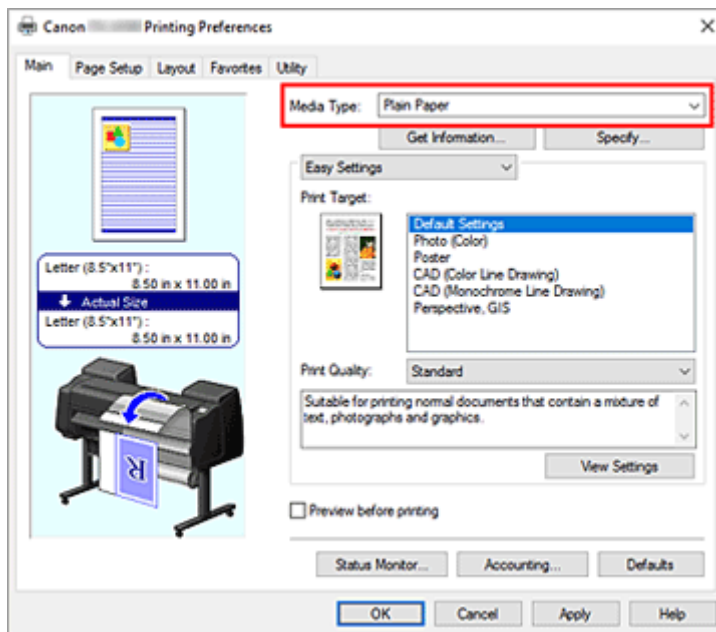 Canon Printing Preferences
Main Page Setup Layout Favorites Utility
Media Type: Plain Paper
Get Information... Specify...
Easy Settings
Print Target:
Default Settings
Photo (Color)
Poster
CAD (Color Line Drawing)
CAD (Monochrome Line Drawing)
Perspective, GIS
Letter (8.5"x11") :
8.50 in x 11.00 in
Actual Size
Letter (8.5"x11") :
8.50 in x 11.00 in
Print Quality: Standard
Suitable for printing normal documents that contain a mixture of
text, photographs and graphics.
View Settings
Preview before printing
Status Monitor... Accounting... Defaults
OK Cancel Apply Help
R